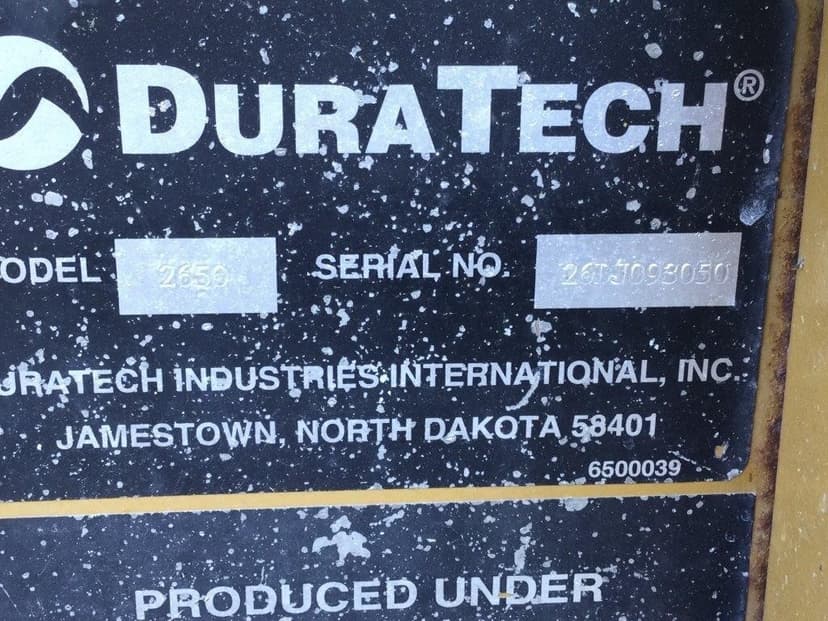 DURATECH®
ODEL 2650 SERIAL NO. 26TJ093050
URATECH INDUSTRIES INTERNATIONAL, INC.
JAMESTOWN, NORTH DAKOTA 58401
6500039
PRODUCED UNDER